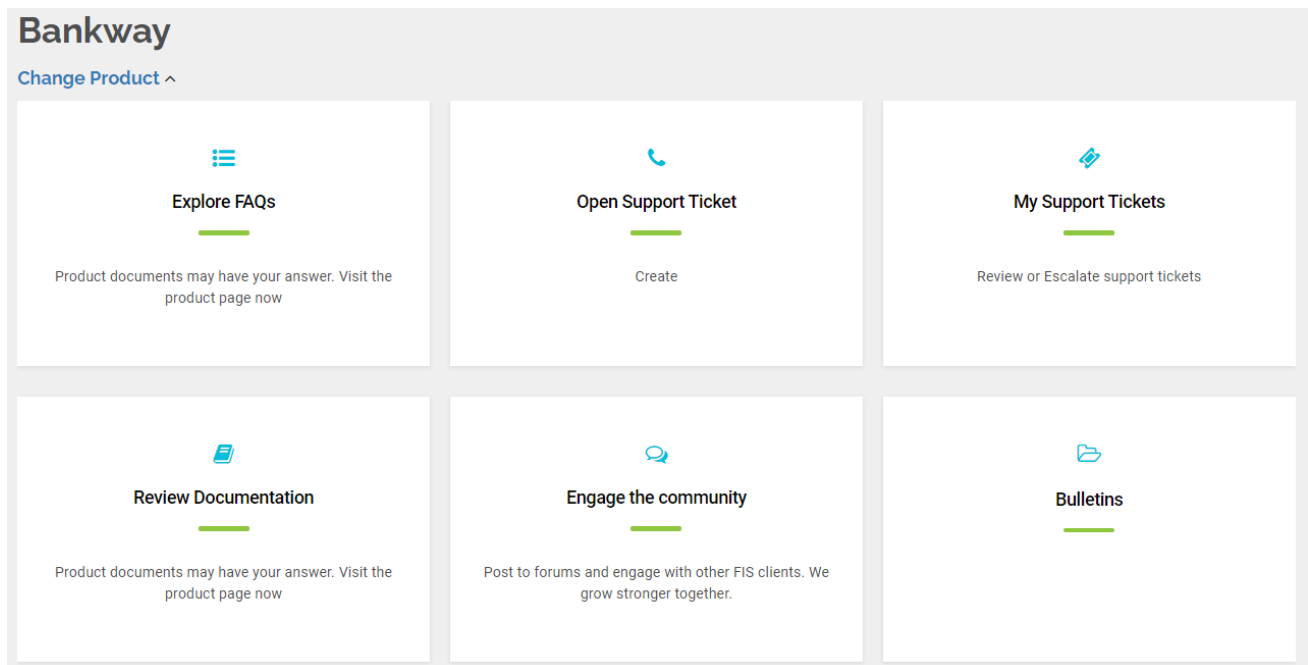 Bankway
Change Product
Explore FAQs
Product documents may have your answer. Visit the
product page now
Open Support Ticket
Create
My Support Tickets
Review or Escalate support tickets
Review Documentation
Product documents may have your answer. Visit the
product page now
Engage the community
Post to forums and engage with other FIS clients. We
grow stronger together.
Bulletins